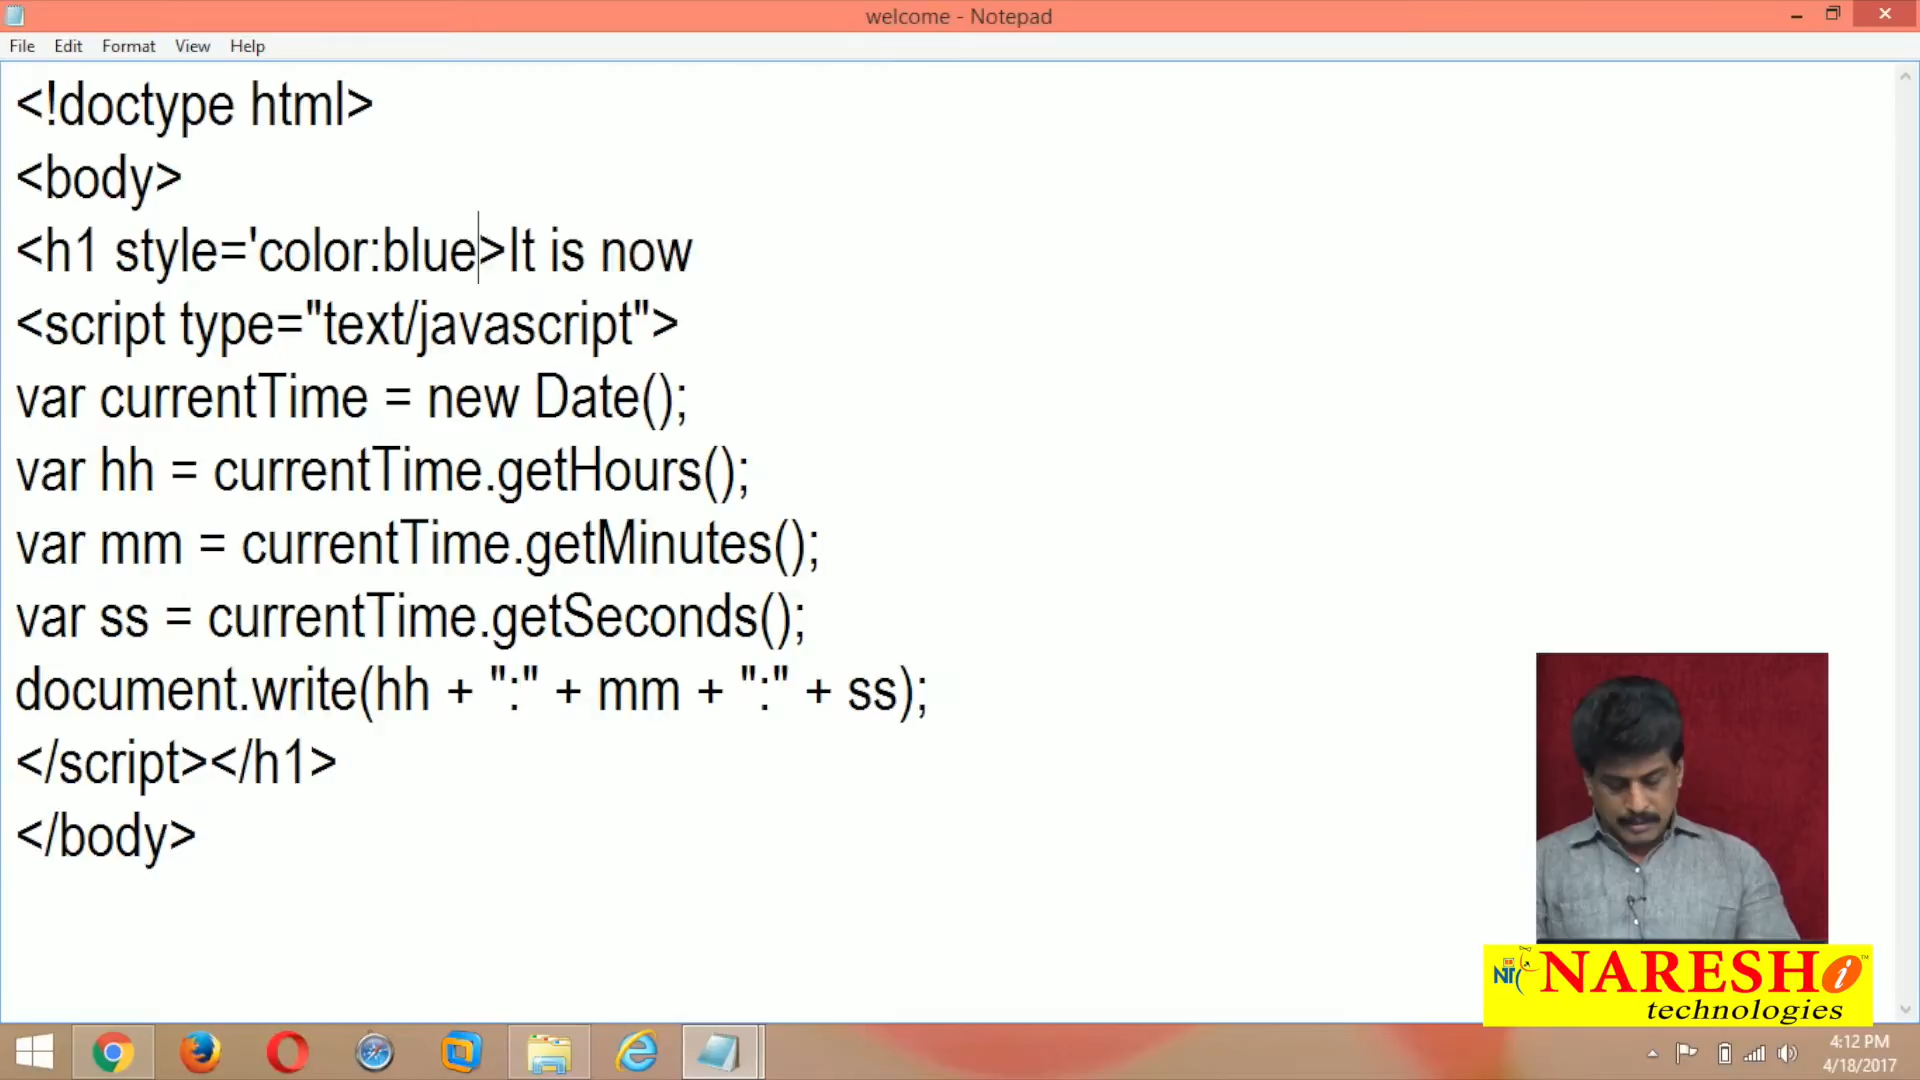 welcome - Notepad
File Edit Format View Help
<!doctype html>
<body>
<h1 style='color:blue>It is now
<script type="text/javascript">
var currentTime = new Date();
var hh = currentTime.getHours();
var mm = currentTime.getMinutes();
var ss = currentTime.getSeconds();
document.write(hh + ":" + mm + ":" + ss);
</script></h1>
</body>
NARESH i ™
technologies
4:12 PM
4/18/2017